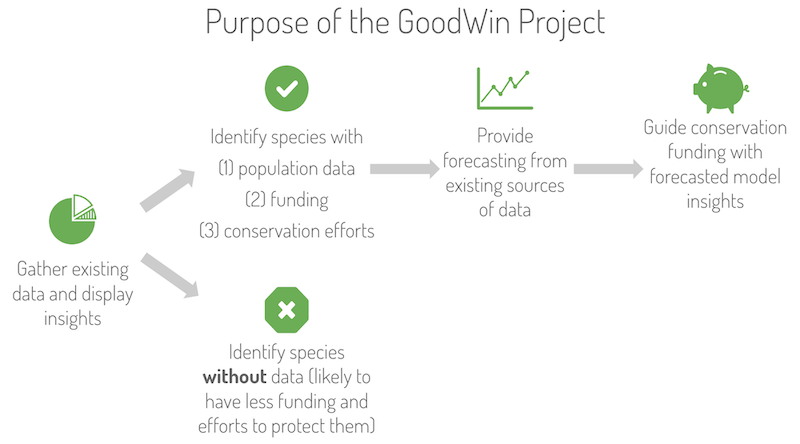 Purpose of the GoodWin Project
Gather existing
data and display
insights
Identify species with
(1) population data
(2) funding
(3) conservation efforts
Identify species
without data (likely to
have less funding and
efforts to protect them)
Provide
forecasting from
existing sources
of data
Guide conservation
funding with
forecasted model
insights